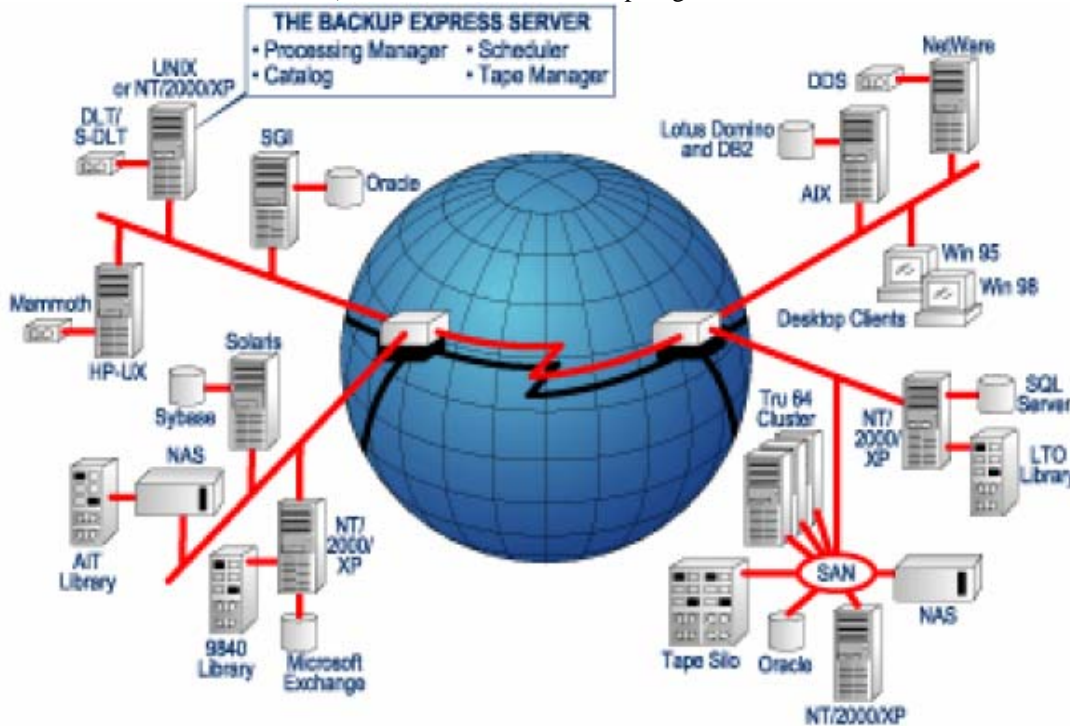 THE BACKUP EXPRESS SERVER
• Processing Manager • Scheduler
• Catalog • Tape Manager
UNIX
or NT/2000/XP
DLT/
S-DLT
SGI
Oracle
Mammoth
HP-UX
Solaris
Sybase
NAS
AIT
Library
NT/
2000/
XP
9840
Library
Microsoft
Exchange
NetWare
DDS
Lotus Domino
and DB2
AIX
Win 95
Win 98
Desktop Clients
Tru 64
Cluster
NT/
2000/
XP
SQL
Server
LTO
Library
SAN
NAS
Tape Silo
Oracle
NT/2000/XP